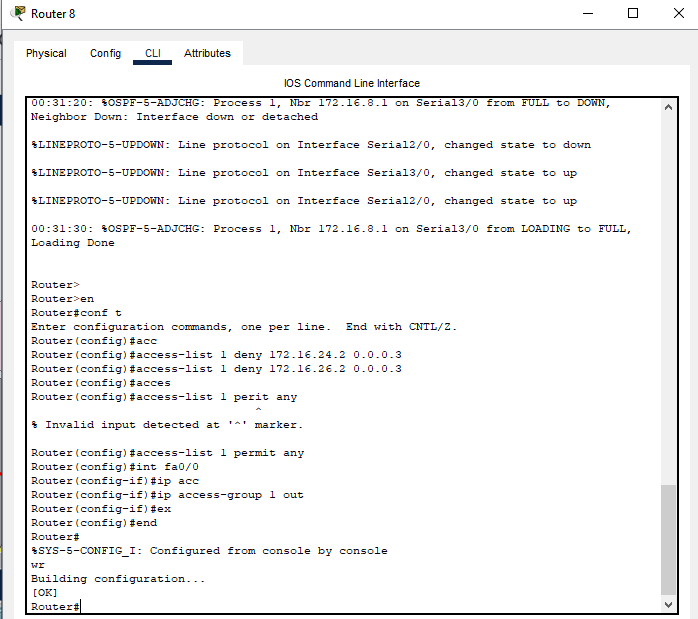 Router 8
Physical Config CLI Attributes
IOS Command Line Interface
00:31:20: %OSPF-5-ADJCHG: Process 1, Nbr 172.16.8.1 on Serial3/0 from FULL to DOWN,
Neighbor Down: Interface down or detached
%LINEPROTO-5-UPDOWN: Line protocol on Interface Serial2/0, changed state to down
%LINEPROTO-5-UPDOWN: Line protocol on Interface Serial3/0, changed state to up
%LINEPROTO-5-UPDOWN: Line protocol on Interface Serial2/0, changed state to up
00:31:30: %OSPF-5-ADJCHG: Process 1, Nbr 172.16.8.1 on Serial3/0 from LOADING to FULL,
Loading Done
Router>
Router>en
Router#conf t
Enter configuration commands, one per line.  End with CNTL/Z.
Router(config)#acc
Router(config)#access-list 1 deny 172.16.24.2 0.0.0.3
Router(config)#access-list 1 deny 172.16.26.2 0.0.0.3
Router(config)#acces
Router(config)#access-list 1 perit any
^
% Invalid input detected at '^' marker.
Router(config)#access-list 1 permit any
Router(config)#int fa0/0
Router(config-if)#ip acc
Router(config-if)#ip access-group 1 out
Router(config-if)#ex
Router(config)#end
Router#
%SYS-5-CONFIG_I: Configured from console by console
wr
Building configuration...
[OK]
Router#